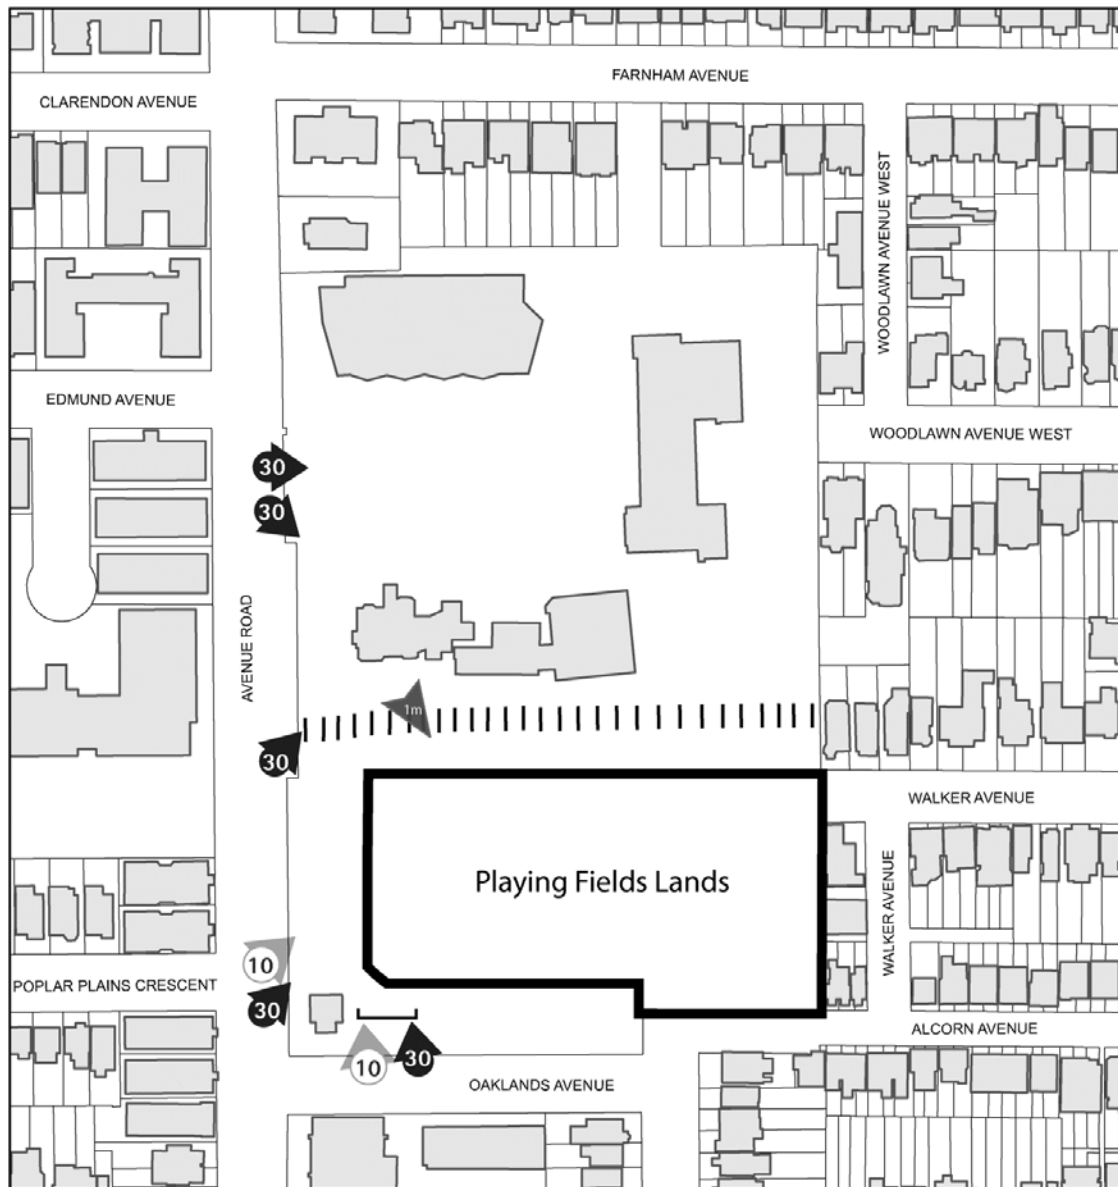 FARNHAM AVENUE
CLARENDON AVENUE
WOODLAWN AVENUE WEST
EDMUND AVENUE
WOODLAWN AVENUE WEST
30
30
AVENUE ROAD
1m
30
WALKER AVENUE
Playing Fields Lands
WALKER AVENUE
10
POPLAR PLAINS CRESCENT
30
ALCORN AVENUE
30
10
OAKLANDS AVENUE